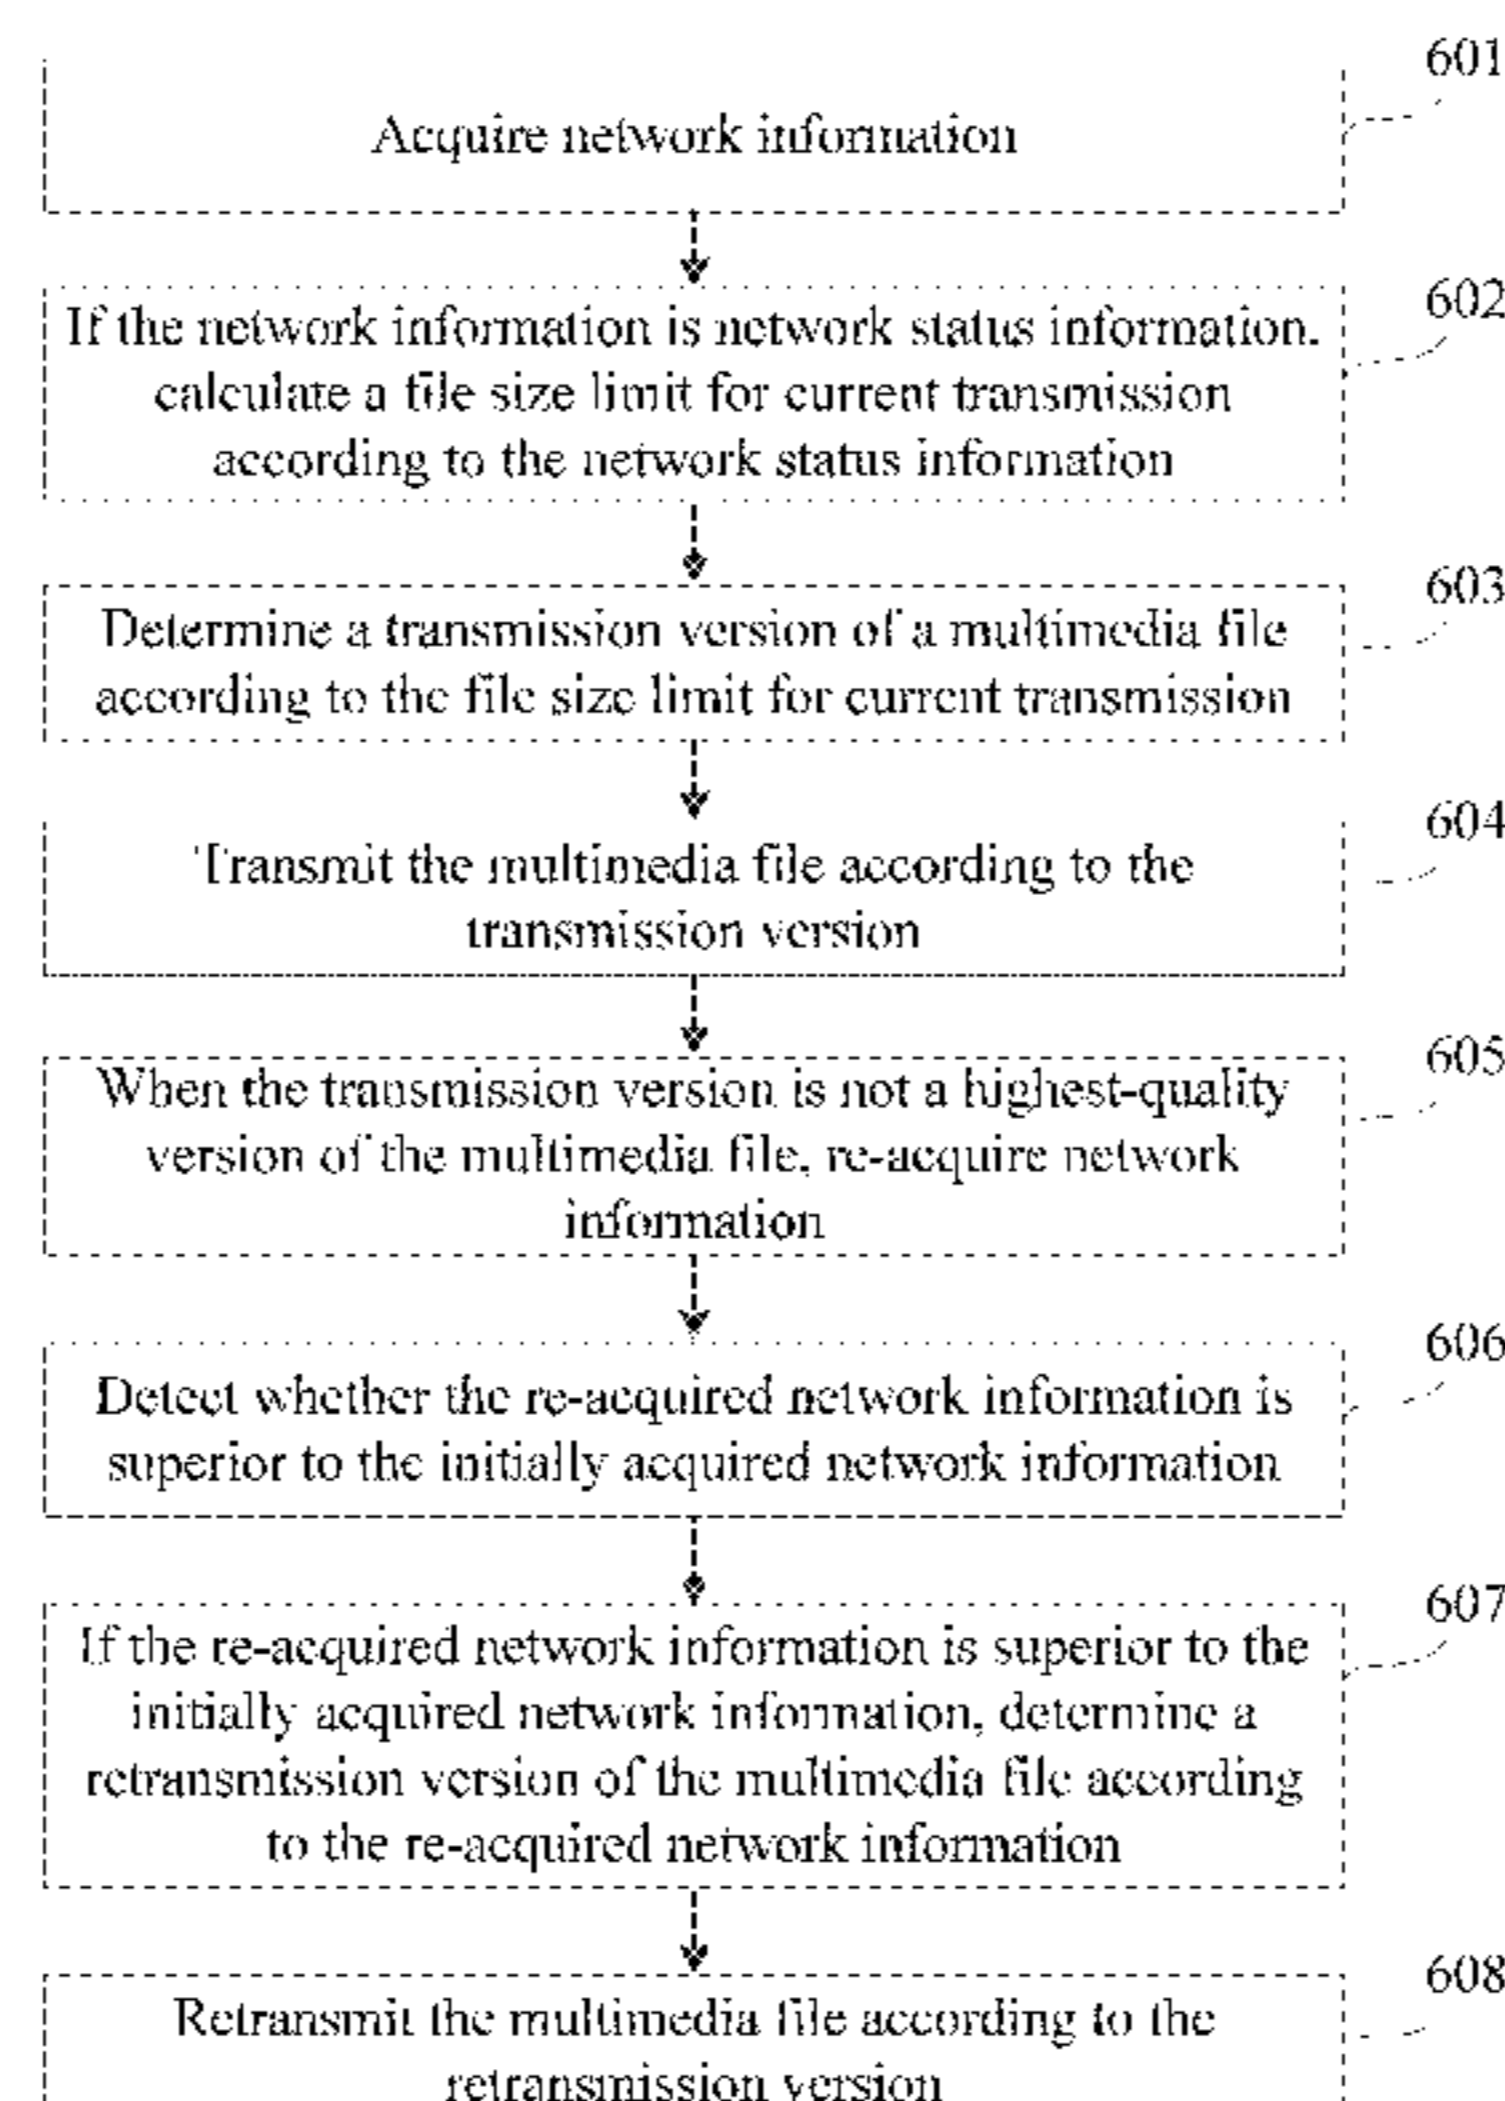 601
Acquire network information
602
If the network information is network status information,
calculate a file size limit for current transmission
according to the network status information
603
Determine a transmission version of a multimedia file
according to the file size limit for current transmission
604
Transmit the multimedia file according to the
transmission version
605
When the transmission version is not a highest-quality
version of the multimedia file, re-acquire network
information
606
Detect whether the re-acquired network information is
superior to the initially acquired network information
607
If the re-acquired network information is superior to the
initially acquired network information, determine a
retransmission version of the multimedia file according
to the re-acquired network information
608
Retransmit the multimedia file according to the
retransmission version